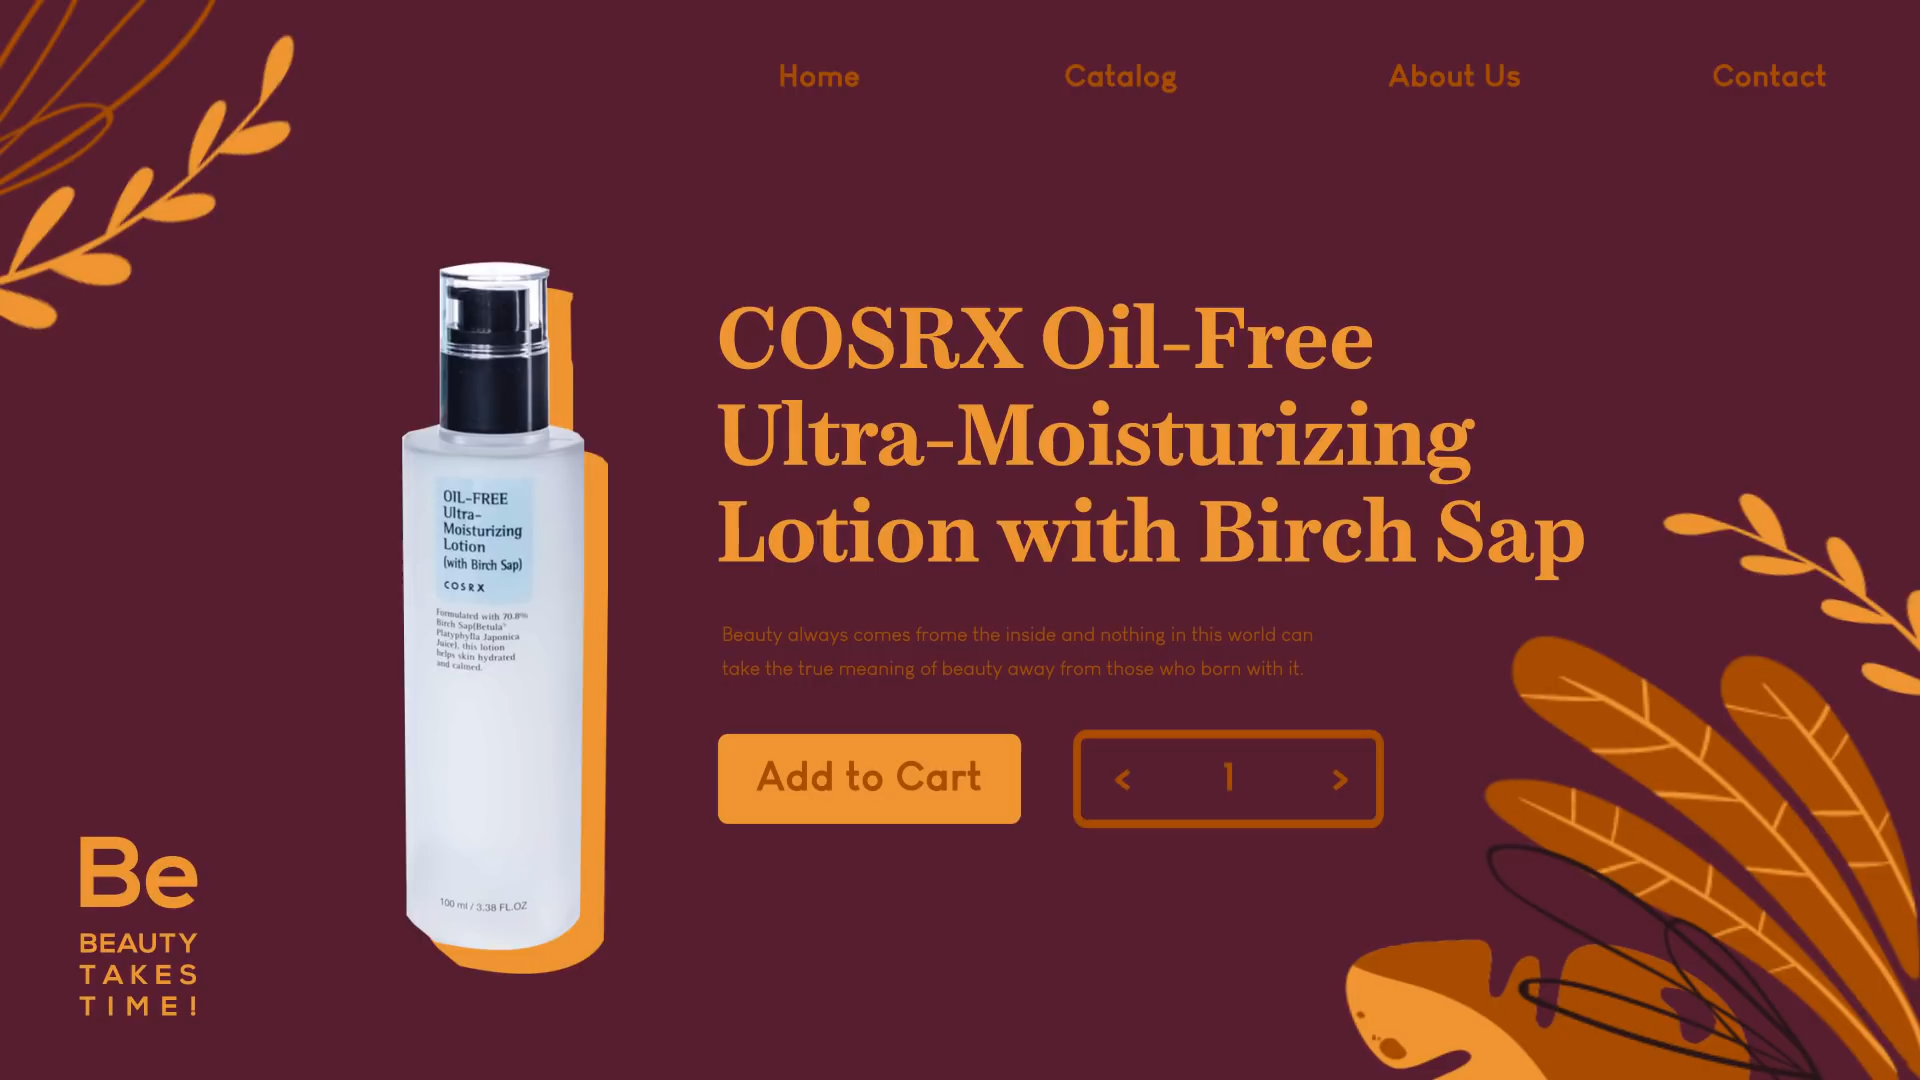 Home Catalog About Us Contact
COSRX Oil-Free
Ultra-Moisturizing
Lotion with Birch Sap
Beauty always comes frome the inside and nothing in this world can
take the true meaning of beauty away from those who born with it.
Add to Cart
< 1 >
OIL-FREE
Ultra-
Moisturizing
Lotion
(with Birch Sap)
COSRX
Formulated with 70.8%
Birch Sap(Betula
Platyphylla Japonica
Juice), this lotion
helps skin hydrated
and calmed.
100 ml / 3.38 FL.OZ
Be
BEAUTY
TAKES
TIME!